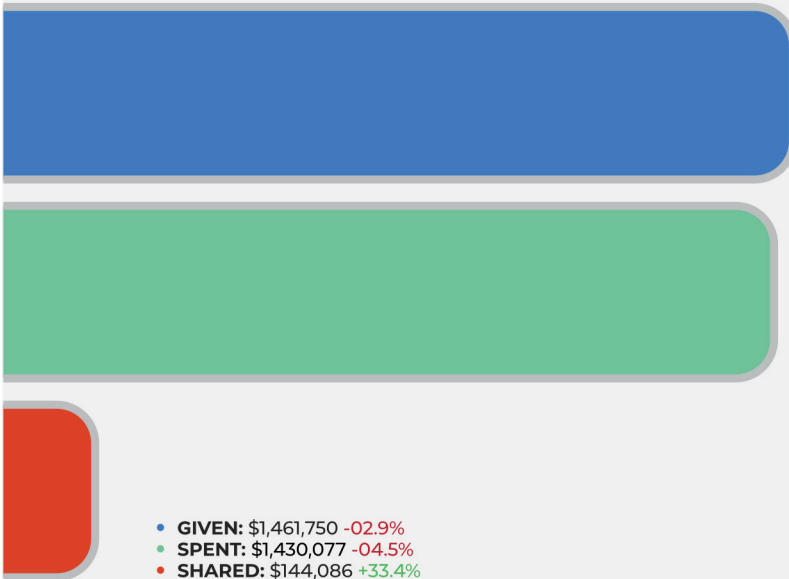 GIVEN: $1,461,750 -02.9%
SPENT: $1,430,077 -04.5%
SHARED: $144,086 +33.4%